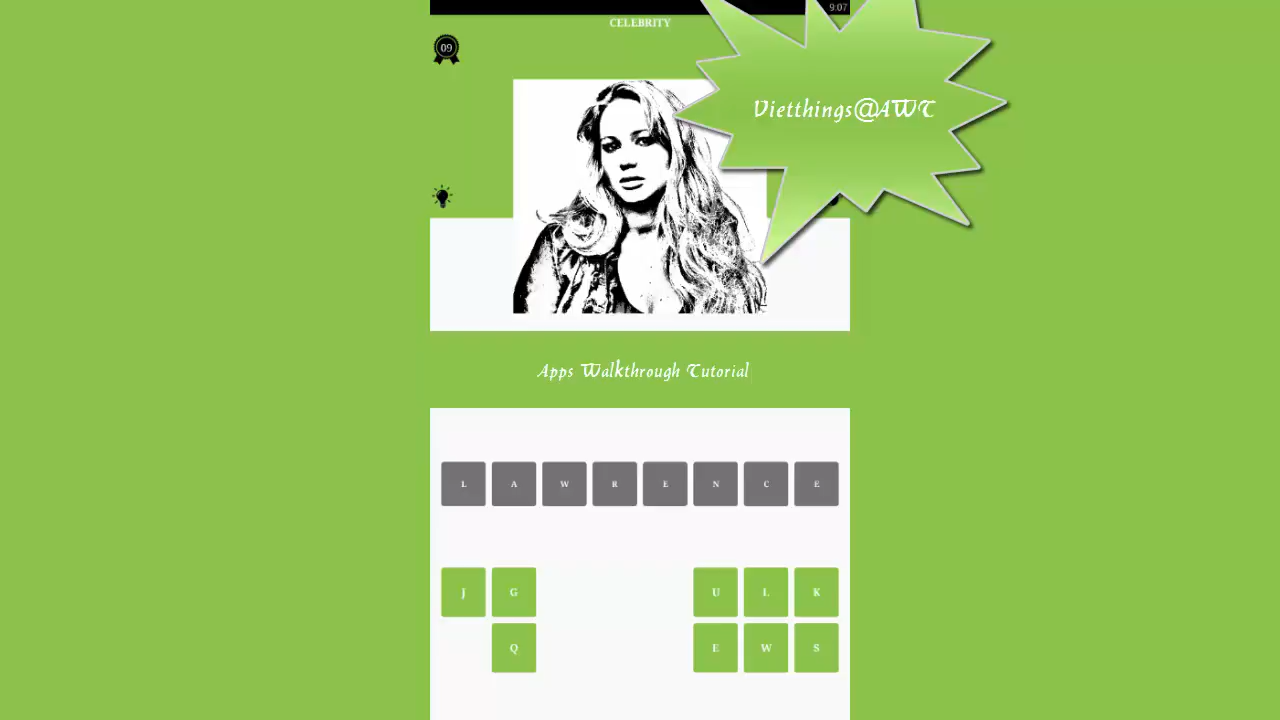 9:07
CELEBRITY
09
Vietthings@AWT
Apps Walkthrough Tutorial
L A W R E N C E
J G U L K
Q E W S